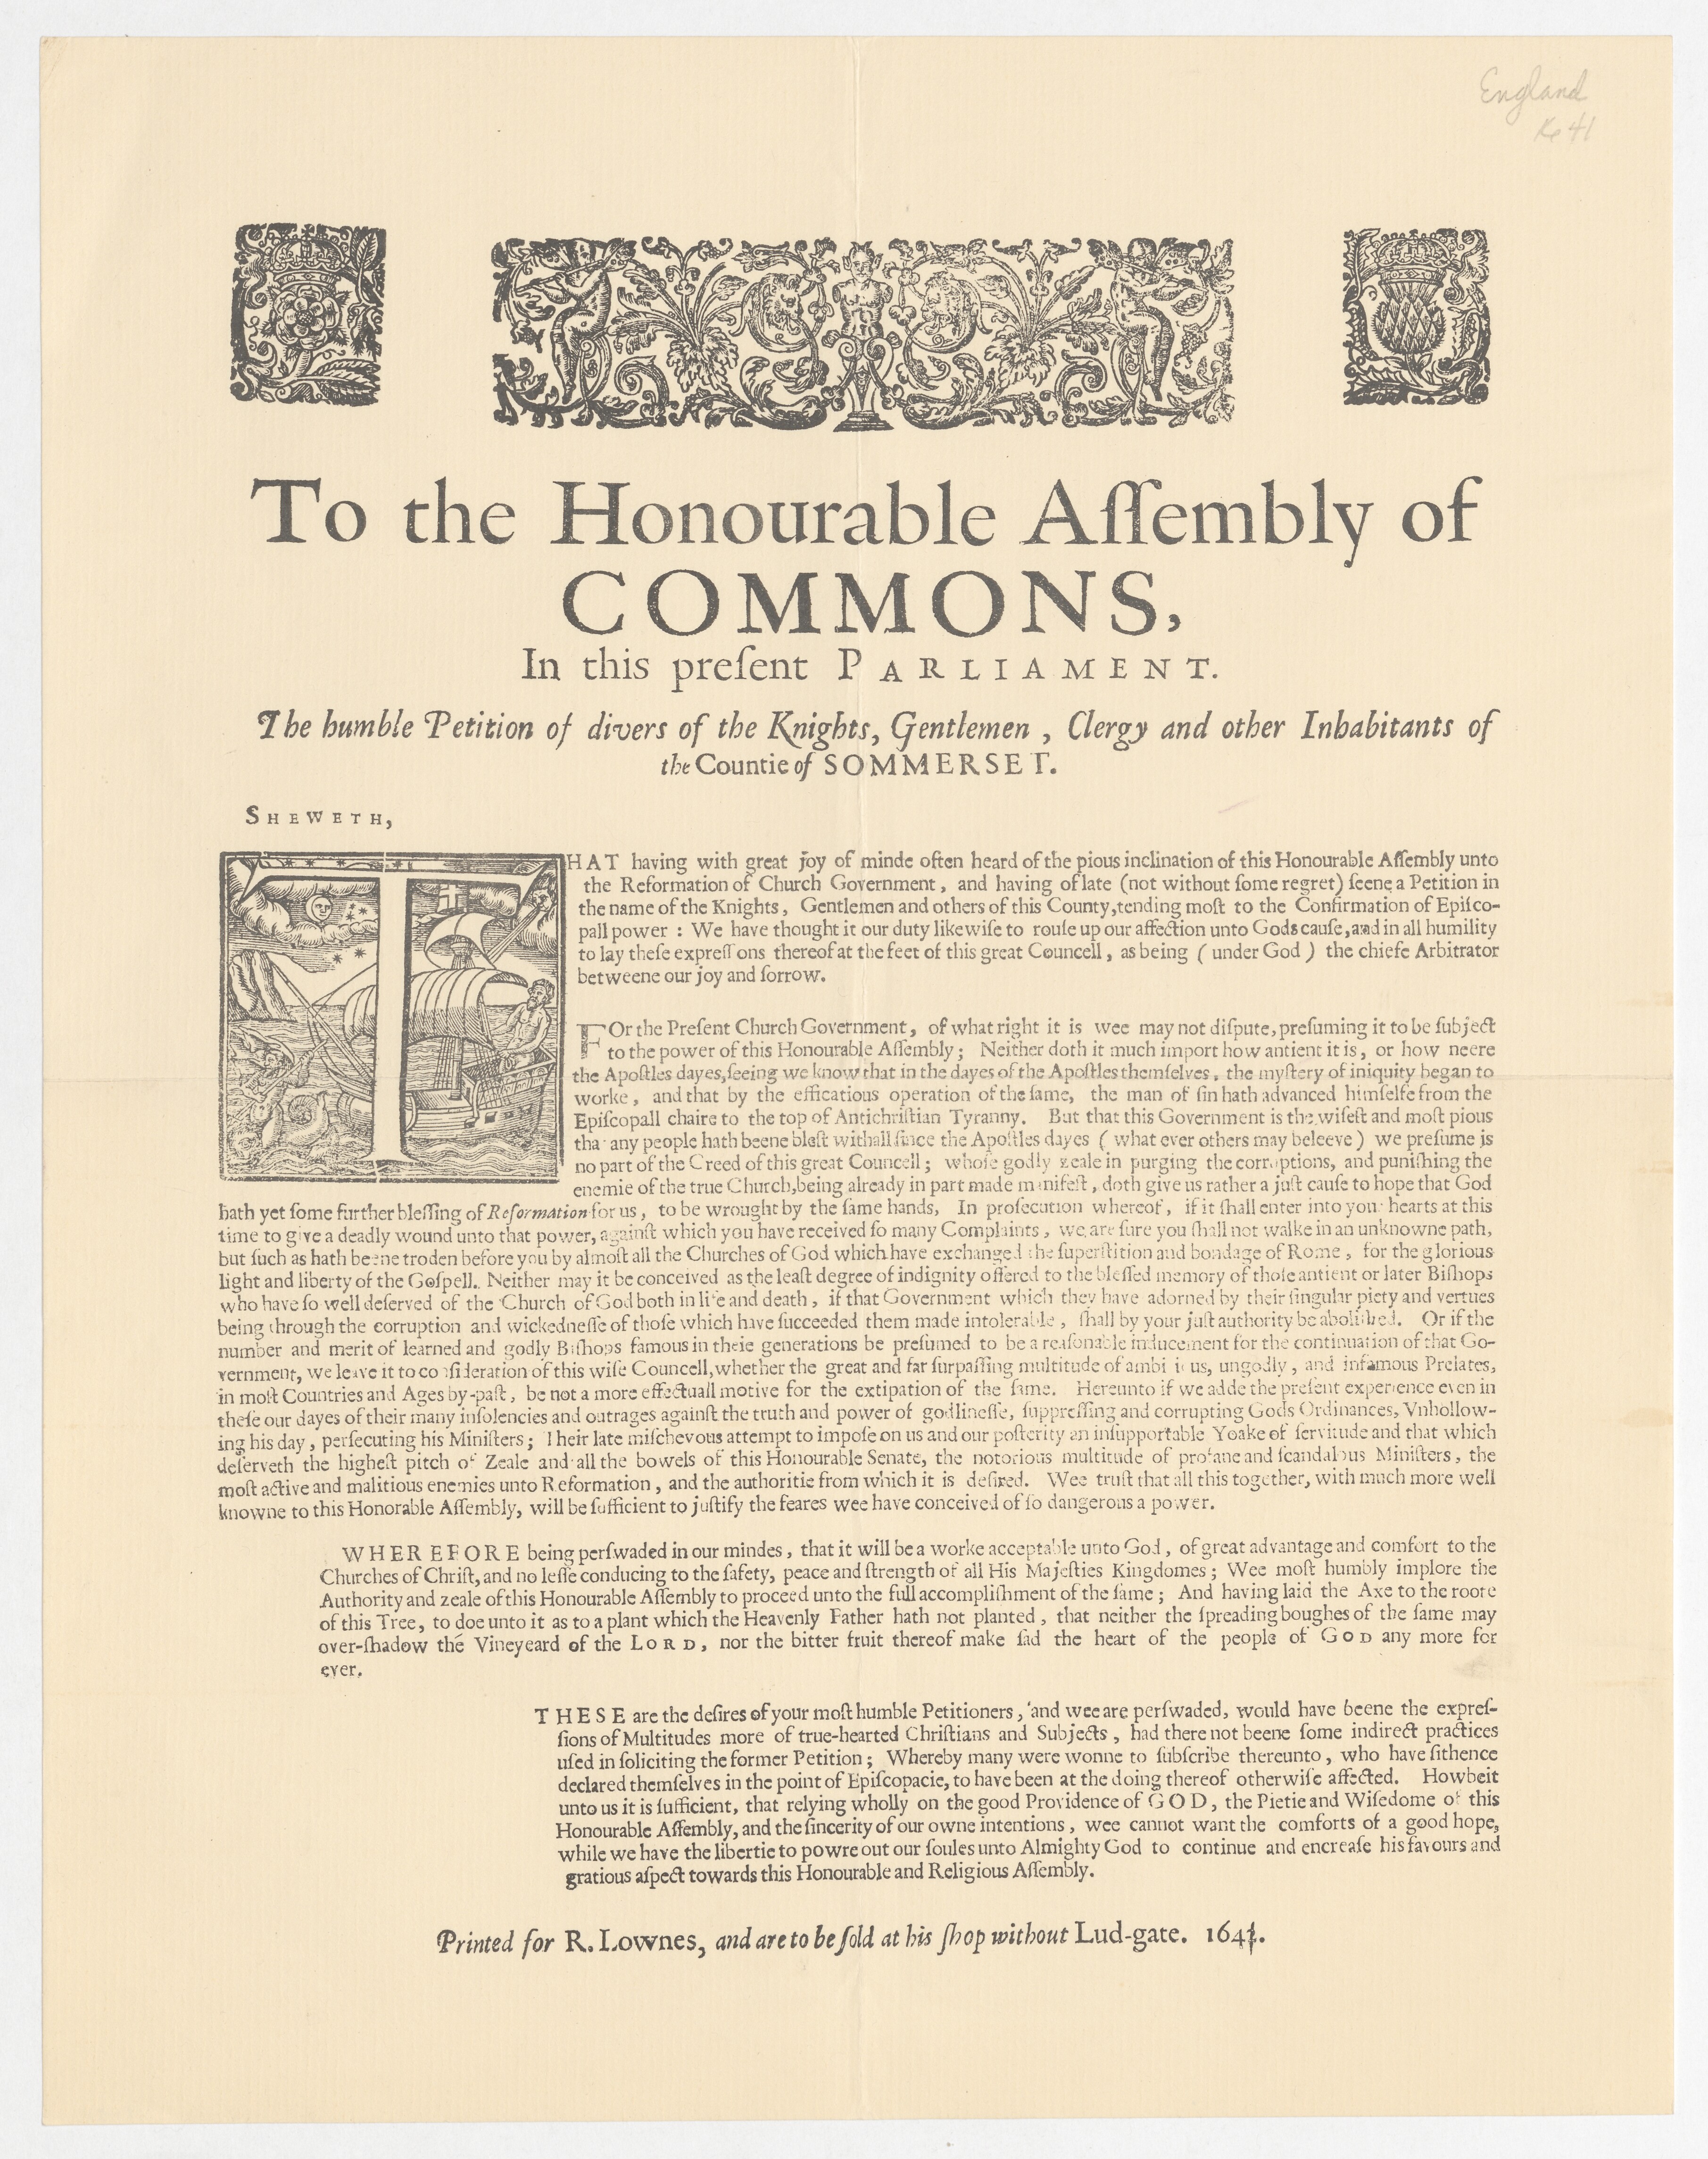 England
To the Honourable Aſſembly of
COMMONS,
In this preſent PARLIAMENT.
The humble Petition of divers of the Knights, Gentlemen, Clergy and other Inhabitants of
the Countie of SOMMERSET.
SHEWETH,
THAT having with great joy of minde often heard of the pious inclination of this Honourable Aſſembly unto
the Reformation of Church Government, and having of late (not without ſome regret) ſeene a Petition in
the name of the Knights, Gentlemen and others of this County, tending moſt to the Confirmation of Epiſco-
pall power : We have thought it our duty likewiſe to rouſe up our affection unto Gods cauſe, and in all humility
to lay theſe expreſſ ons thereof at the feet of this great Councell, as being ( under God ) the chiefe Arbitrator
betweene our joy and ſorrow.
FOr the Preſent Church Government, of what right it is wee may not diſpute, preſuming it to be ſubject
to the power of this Honourable Aſſembly; Neither doth it much import how antient it is, or how neere
the Apoſtles dayes, ſeeing we know that in the dayes of the Apoſtles themſelves, the myſtery of iniquity began to
worke, and that by the efficatious operation of the ſame, the man of ſin hath advanced himſelfe from the
Epiſcopall chaire to the top of Antichriſtian Tyranny. But that this Government is the wiſeſt and moſt pious
tha any people hath beene bleſt withall ſince the Apoſtles dayes ( what ever others may beleeve ) we preſume is
no part of the Creed of this great Councell; whoſe godly zeale in purging the corruptions, and puniſhing the
enemie of the true Church, being already in part made manifeſt, doth give us rather a juſt cauſe to hope that God
hath yet ſome further bleſſing of Reformation for us, to be wrought by the ſame hands, In proſecution whereof, if it ſhall enter into your hearts at this
time to give a deadly wound unto that power, againſt which you have received ſo many Complaints, we are ſure you ſhall not walke in an unknowne path,
but ſuch as hath beene troden before you by almoſt all the Churches of God which have exchanged the ſuperſtition and bondage of Rome, for the glorious
light and liberty of the Goſpell. Neither may it be conceived as the leaſt degree of indignity offered to the bleſſed memory of thoſe antient or later Biſhops
who have ſo well deſerved of the Church of God both in life and death, if that Government which they have adorned by their ſingular piety and vertues
being through the corruption and wickedneſſe of thoſe which have ſucceeded them made intolerable, ſhall by your juſt authority be aboliſhed. Or if the
number and merit of learned and godly Biſhops famous in theie generations be preſumed to be a reaſonable inducement for the continuation of that Go-
vernment, we leave it to conſideration of this wiſe Councell, whether the great and far ſurpaſſing multitude of ambitious, ungodly, and infamous Prelates,
in moſt Countries and Ages by-paſt, be not a more effectuall motive for the extipation of the ſame. Hereunto if we adde the preſent experience even in
theſe our dayes of their many inſolencies and outrages againſt the truth and power of godlineſſe, ſuppreſſing and corrupting Gods Ordinances, Vnhollow-
ing his day, perſecuting his Miniſters; Their late miſchevous attempt to impoſe on us and our poſterity an inſupportable Yoake of ſervitude and that which
deſerveth the higheſt pitch of Zeale and all the bowels of this Honourable Senate, the notorious multitude of profane and ſcandalous Miniſters, the
moſt active and malitious enemies unto Reformation, and the authoritie from which it is deſired. Wee truſt that all this together, with much more well
knowne to this Honorable Aſſembly, will be ſufficient to juſtify the feares wee have conceived of ſo dangerous a power.
WHEREFORE being perſwaded in our mindes, that it will be a worke acceptable unto God, of great advantage and comfort to the
Churches of Chriſt, and no leſſe conducing to the ſafety, peace and ſtrength of all His Majeſties Kingdomes; Wee moſt humbly implore the
Authority and zeale of this Honourable Aſſembly to proceed unto the full accompliſhment of the ſame; And having laid the Axe to the roote
of this Tree, to doe unto it as to a plant which the Heavenly Father hath not planted, that neither the ſpreading boughes of the ſame may
over-ſhadow the Vineyeard of the LORD, nor the bitter fruit thereof make ſad the heart of the people of GOD any more for
ever.
THESE are the deſires of your moſt humble Petitioners, and wee are perſwaded, would have beene the expreſ-
ſions of Multitudes more of true-hearted Chriſtians and Subjects, had there not beene ſome indirect practices
uſed in ſoliciting the former Petition; Whereby many were wonne to ſubſcribe thereunto, who have ſithence
declared themſelves in the point of Epiſcopacie, to have been at the doing thereof otherwiſe affected. Howbeit
unto us it is ſufficient, that relying wholly on the good Providence of GOD, the Pietie and Wiſedome of this
Honourable Aſſembly, and the ſincerity of our owne intentions, wee cannot want the comforts of a good hope,
while we have the libertie to powre out our ſoules unto Almighty God to continue and encreaſe his favours and
gratious aſpect towards this Honourable and Religious Aſſembly.
Printed for R. Lownes, and are to be ſold at his ſhop without Lud-gate.